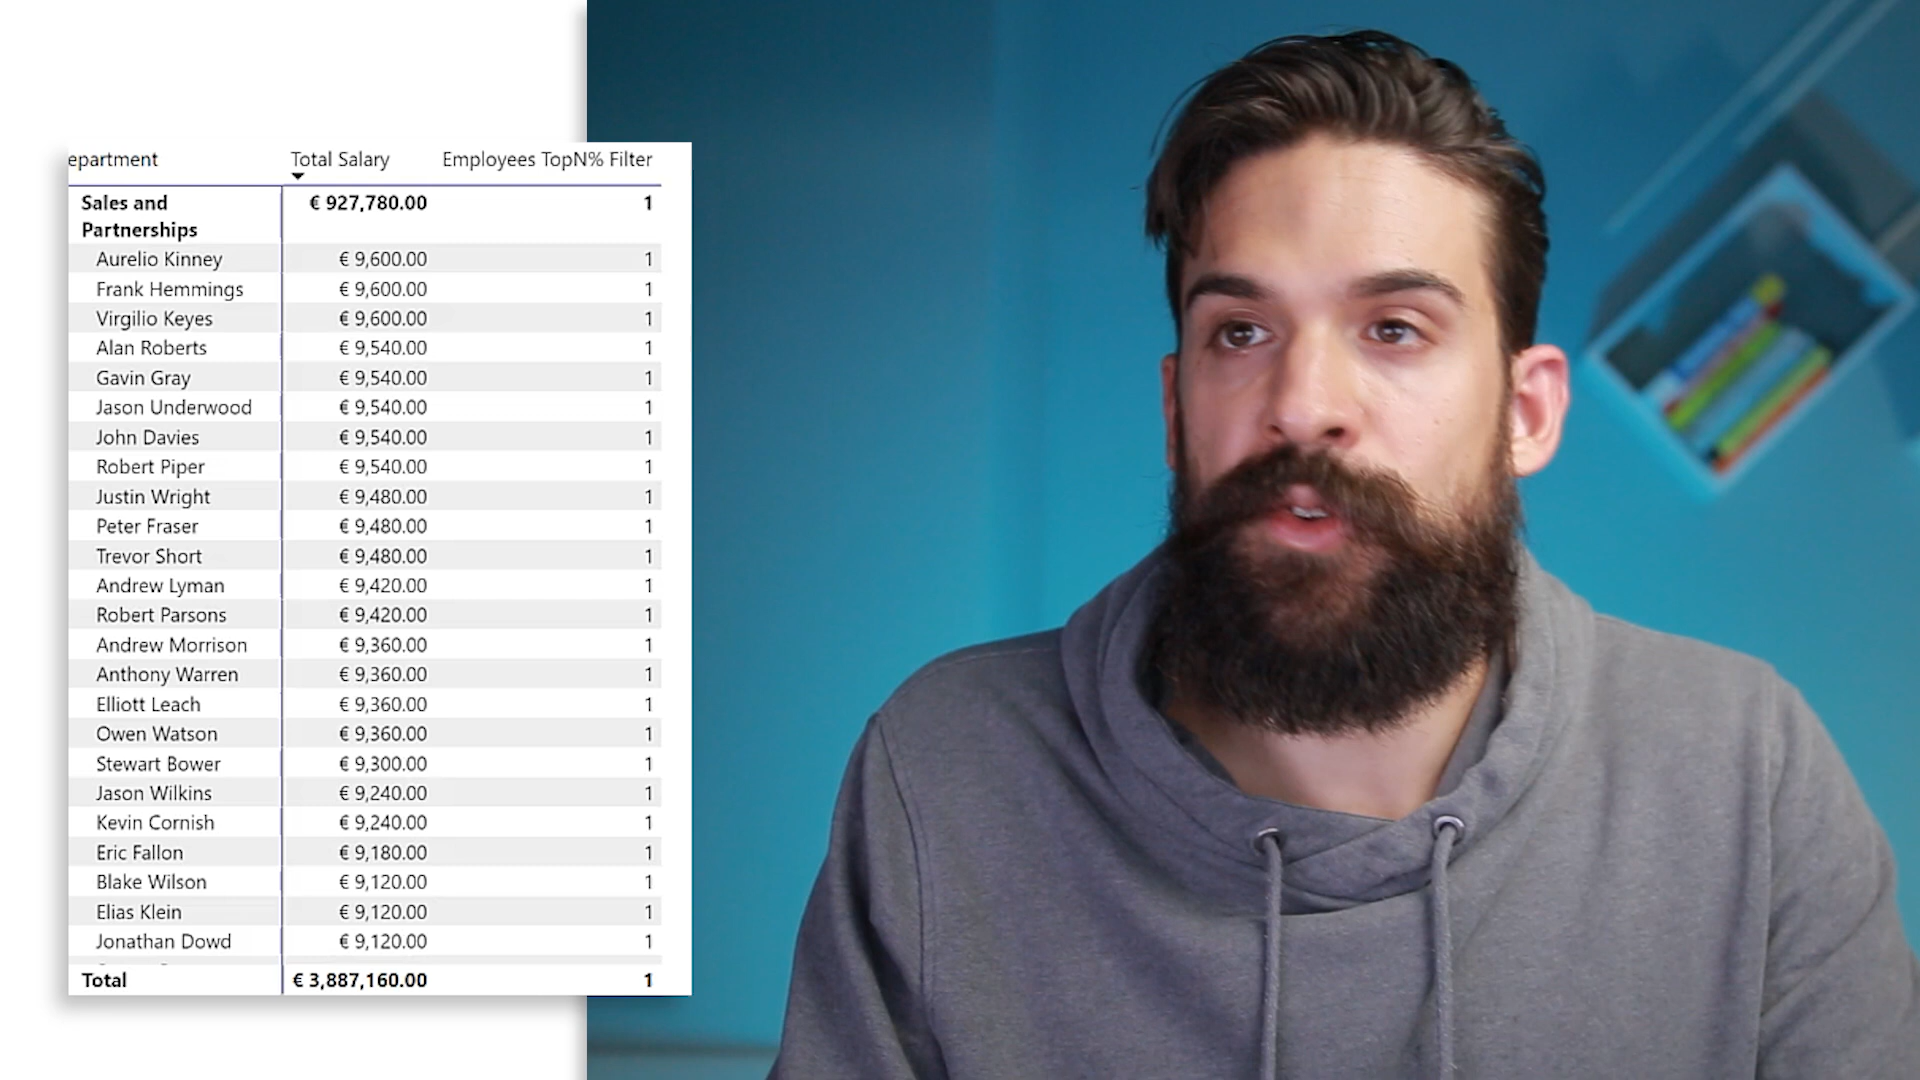 epartment Total Salary Employees TopN% Filter
Sales and € 927,780.00 1
Partnerships
Aurelio Kinney € 9,600.00 1
Frank Hemmings € 9,600.00 1
Virgilio Keyes € 9,600.00 1
Alan Roberts € 9,540.00 1
Gavin Gray € 9,540.00 1
Jason Underwood € 9,540.00 1
John Davies € 9,540.00 1
Robert Piper € 9,540.00 1
Justin Wright € 9,480.00 1
Peter Fraser € 9,480.00 1
Trevor Short € 9,480.00 1
Andrew Lyman € 9,420.00 1
Robert Parsons € 9,420.00 1
Andrew Morrison € 9,360.00 1
Anthony Warren € 9,360.00 1
Elliott Leach € 9,360.00 1
Owen Watson € 9,360.00 1
Stewart Bower € 9,300.00 1
Jason Wilkins € 9,240.00 1
Kevin Cornish € 9,240.00 1
Eric Fallon € 9,180.00 1
Blake Wilson € 9,120.00 1
Elias Klein € 9,120.00 1
Jonathan Dowd € 9,120.00 1
Total € 3,887,160.00 1